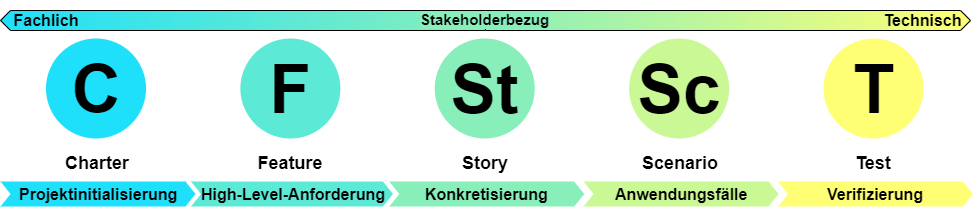 Fachlich Stakeholderbezug Technisch
C F St Sc T
Charter Feature Story Scenario Test
Projektinitialisierung High-Level-Anforderung Konkretisierung Anwendungsfälle Verifizierung